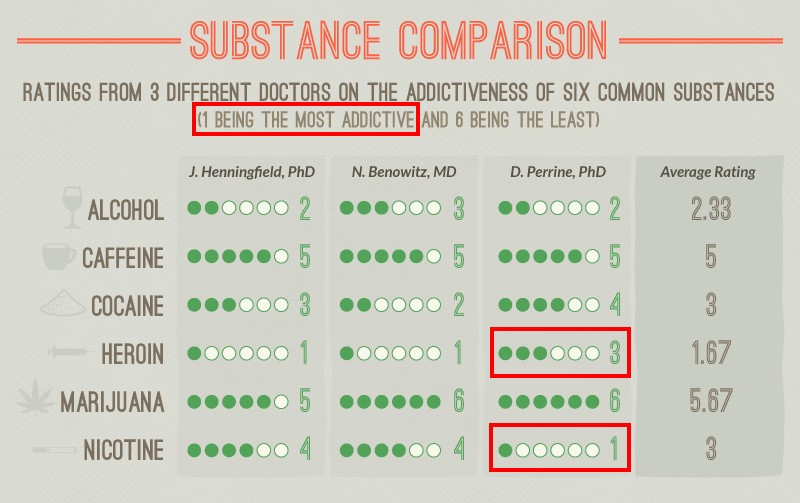 SUBSTANCE COMPARISON
RATINGS FROM 3 DIFFERENT DOCTORS ON THE ADDICTIVENESS OF SIX COMMON SUBSTANCES
(1 BEING THE MOST ADDICTIVE AND 6 BEING THE LEAST)
J. Henningfield, PhD N. Benowitz, MD D. Perrine, PhD Average Rating
ALCOHOL 2 3 2 2.33
CAFFEINE 5 5 5 5
COCAINE 3 2 4 3
HEROIN 1 1 3 1.67
MARIJUANA 5 6 6 5.67
NICOTINE 4 4 1 3